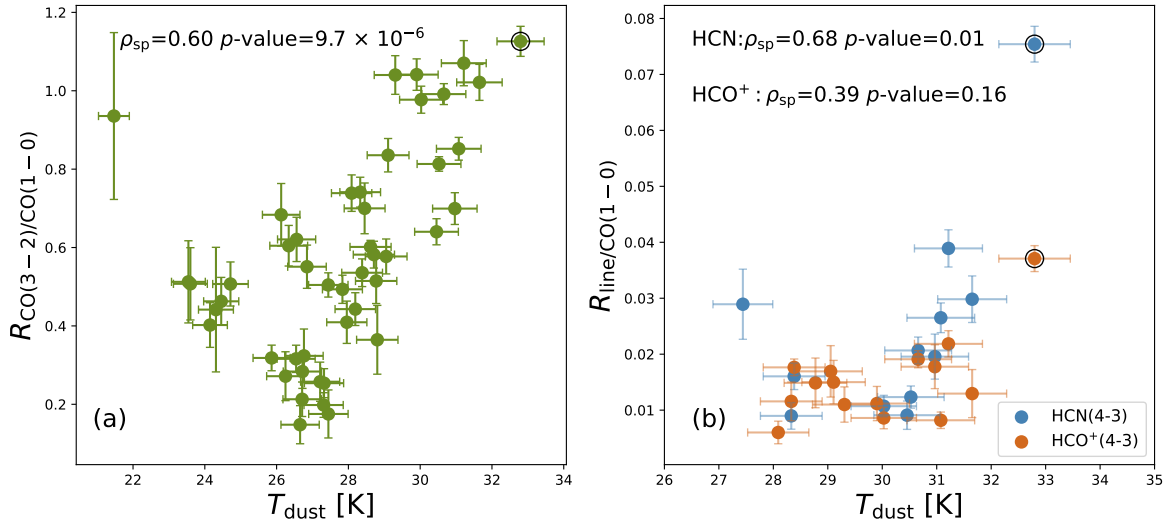 ρsp=0.60 p-value=9.7 × 10⁻⁶
(a)
R CO(3−2)/CO(1−0)
1.2
1.0
0.8
0.6
0.4
0.2
22 24 26 28 30 32 34
Tdust [K]
HCN:ρsp=0.68 p-value=0.01
HCO⁺: ρsp=0.39 p-value=0.16
(b)
HCN(4-3)
HCO⁺(4-3)
R line/CO(1−0)
0.08
0.07
0.06
0.05
0.04
0.03
0.02
0.01
26 27 28 29 30 31 32 33 34 35
Tdust [K]